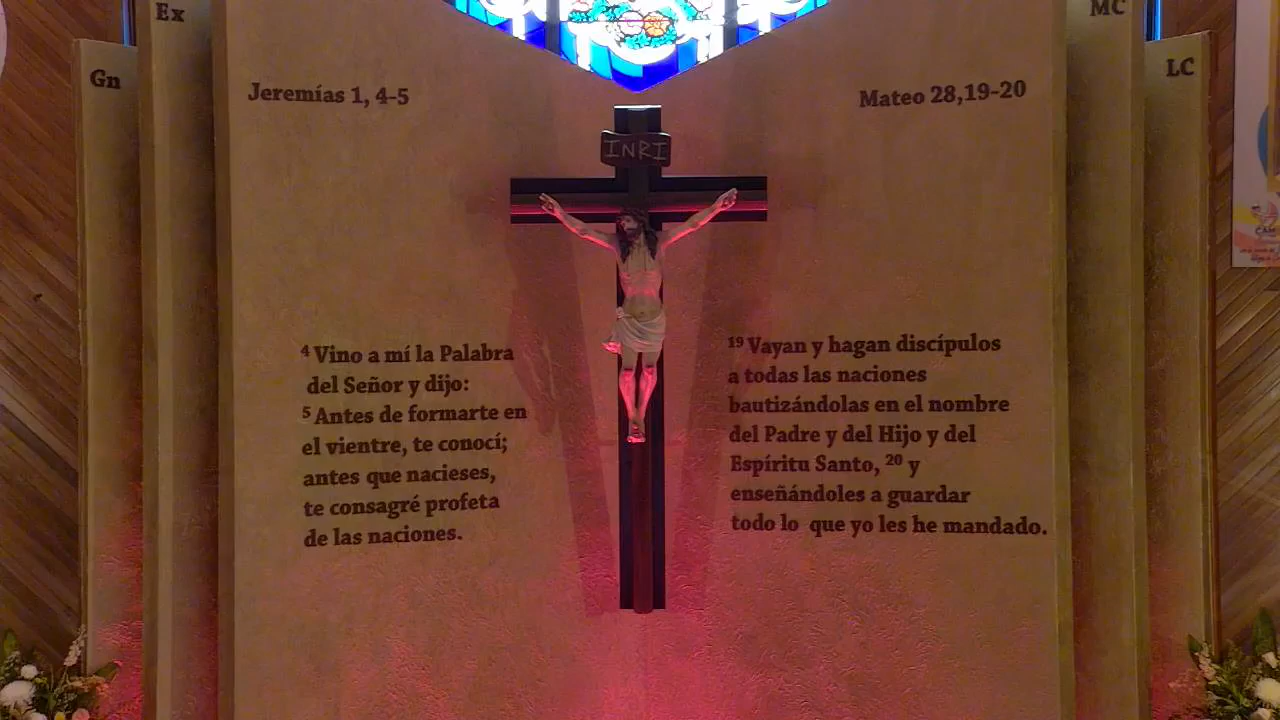 Ex
MC
Gn
LC
Jeremías 1, 4-5
Mateo 28,19-20
INRI
⁴ Vino a mí la Palabra
del Señor y dijo:
⁵ Antes de formarte en
el vientre, te conocí;
antes que nacieses,
te consagré profeta
de las naciones.
¹⁹ Vayan y hagan discípulos
a todas las naciones
bautizándolas en el nombre
del Padre y del Hijo y del
Espíritu Santo, ²⁰ y
enseñándoles a guardar
todo lo que yo les he mandado.
CAM